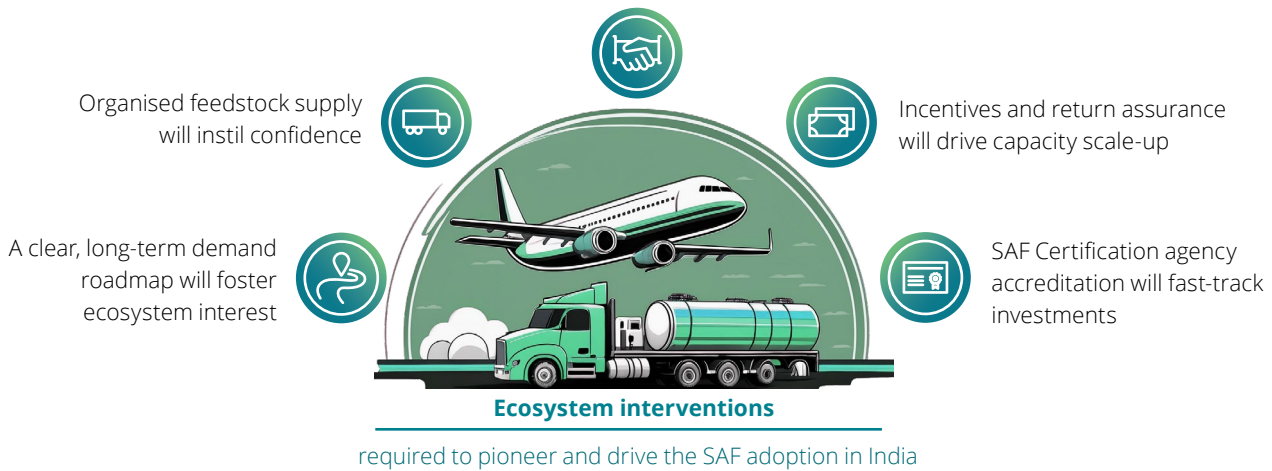 Organised feedstock supply
will instil confidence
Incentives and return assurance
will drive capacity scale-up
A clear, long-term demand
roadmap will foster
ecosystem interest
SAF Certification agency
accreditation will fast-track
investments
Ecosystem interventions
required to pioneer and drive the SAF adoption in India